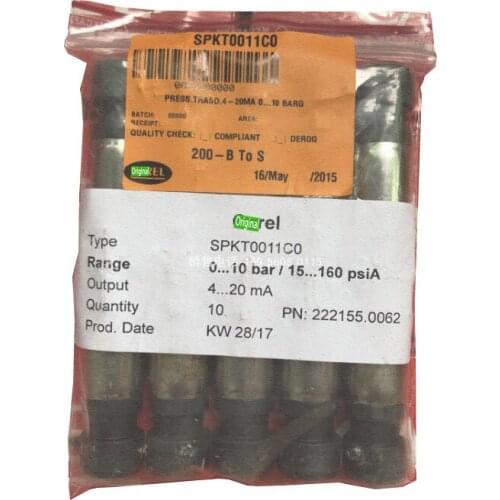 SPKT0011C0
PRESS.TRASD.4-20MA 0...10 BARG
BATCH: 00000
AREA:
RECEIPT:
QUALITY CHECK: COMPLIANT DEROG
200-B To S
16/May /2015
Original REL
Original rel
Type SPKT0011C0
Range 0...10 bar / 15...160 psiA
Output 4...20 mA
Quantity 10 PN: 222155.0062
Prod. Date KW 28/17